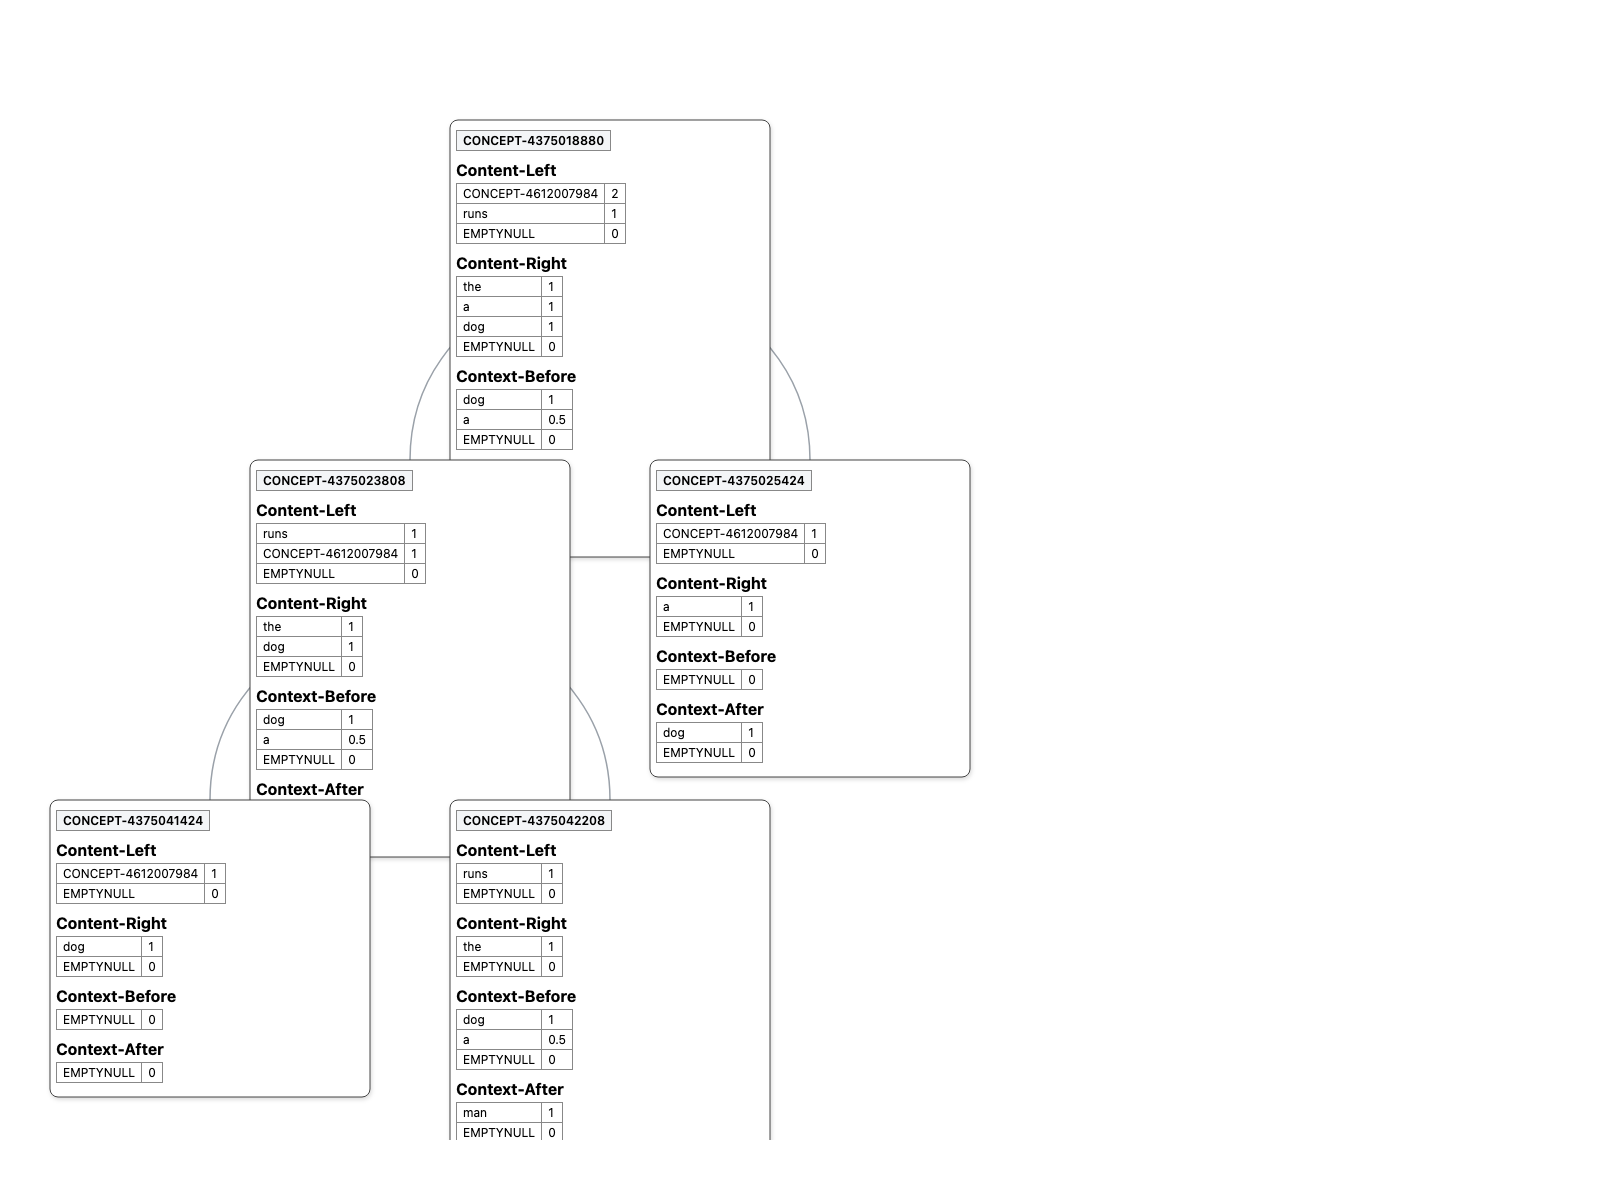 CONCEPT-4375018880
Content-Left
CONCEPT-4612007984 2
runs 1
EMPTYNULL 0
Content-Right
the 1
a 1
dog 1
EMPTYNULL 0
Context-Before
dog 1
a 0.5
EMPTYNULL 0
CONCEPT-4375023808
Content-Left
runs 1
CONCEPT-4612007984 1
EMPTYNULL 0
Content-Right
the 1
dog 1
EMPTYNULL 0
Context-Before
dog 1
a 0.5
EMPTYNULL 0
Context-After
CONCEPT-4375025424
Content-Left
CONCEPT-4612007984 1
EMPTYNULL 0
Content-Right
a 1
EMPTYNULL 0
Context-Before
EMPTYNULL 0
Context-After
dog 1
EMPTYNULL 0
CONCEPT-4375041424
Content-Left
CONCEPT-4612007984 1
EMPTYNULL 0
Content-Right
dog 1
EMPTYNULL 0
Context-Before
EMPTYNULL 0
Context-After
EMPTYNULL 0
CONCEPT-4375042208
Content-Left
runs 1
EMPTYNULL 0
Content-Right
the 1
EMPTYNULL 0
Context-Before
dog 1
a 0.5
EMPTYNULL 0
Context-After
man 1
EMPTYNULL 0